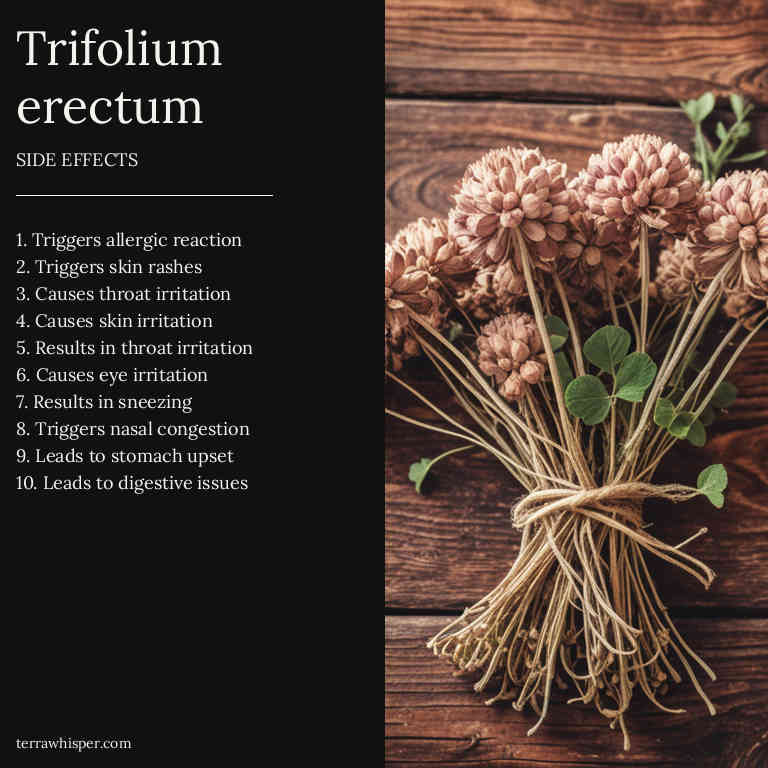 Trifolium
erectum
SIDE EFFECTS
1. Triggers allergic reaction
2. Triggers skin rashes
3. Causes throat irritation
4. Causes skin irritation
5. Results in throat irritation
6. Causes eye irritation
7. Results in sneezing
8. Triggers nasal congestion
9. Leads to stomach upset
10. Leads to digestive issues
terrawhisper.com